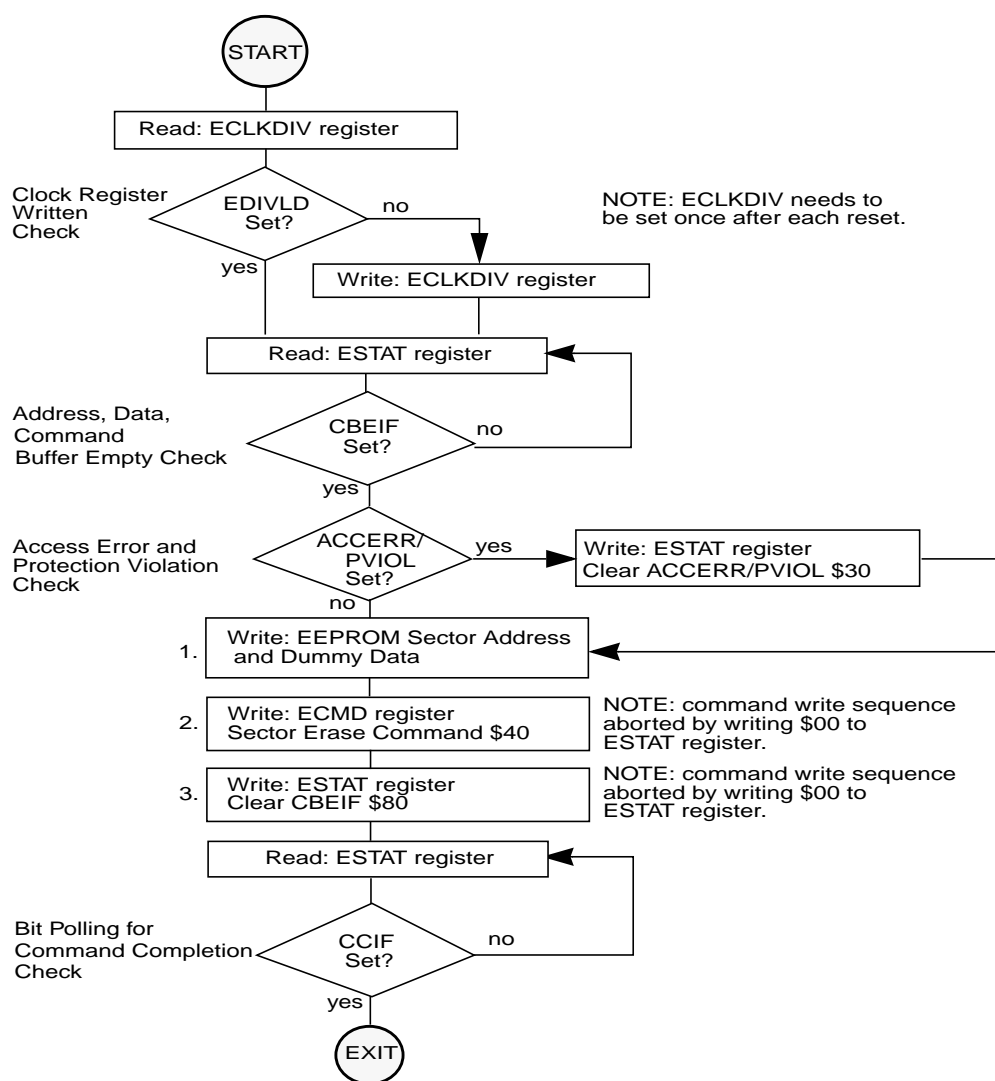 START
Read: ECLKDIV register
Clock Register
Written
Check
EDIVLD
Set?
no
yes
NOTE: ECLKDIV needs to
be set once after each reset.
Write: ECLKDIV register
Read: ESTAT register
Address, Data,
Command
Buffer Empty Check
CBEIF
Set?
no
yes
Access Error and
Protection Violation
Check
ACCERR/
PVIOL
Set?
yes
no
Write: ESTAT register
Clear ACCERR/PVIOL $30
1.
Write: EEPROM Sector Address
and Dummy Data
2.
Write: ECMD register
Sector Erase Command $40
NOTE: command write sequence
aborted by writing $00 to
ESTAT register.
3.
Write: ESTAT register
Clear CBEIF $80
NOTE: command write sequence
aborted by writing $00 to
ESTAT register.
Read: ESTAT register
Bit Polling for
Command Completion
Check
CCIF
Set?
no
yes
EXIT